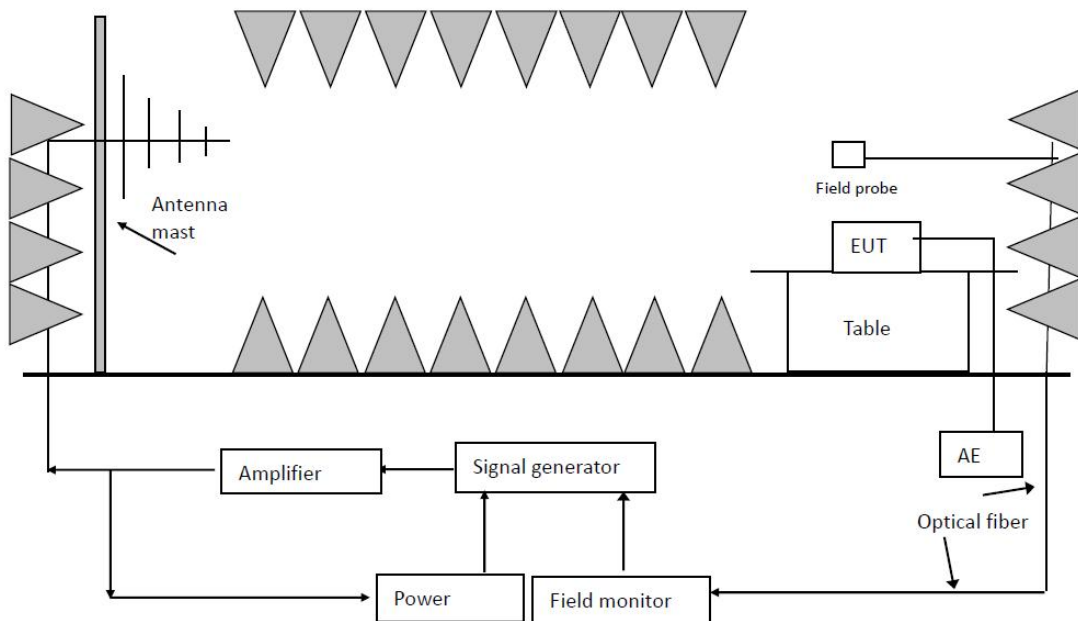 Antenna
mast
Field probe
EUT
Table
Amplifier
Signal generator
AE
Optical fiber
Power
Field monitor